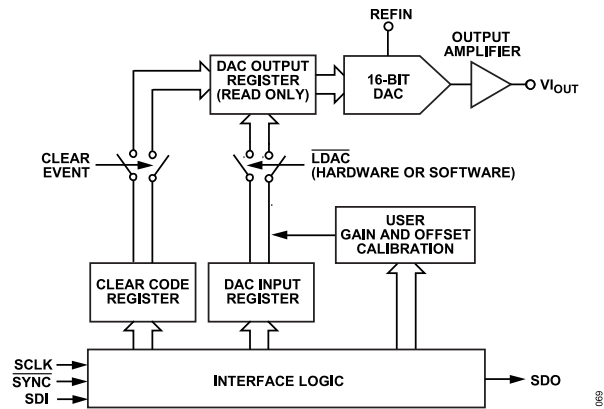 REFIN
OUTPUT
AMPLIFIER
DAC OUTPUT
REGISTER
(READ ONLY)
16-BIT
DAC
VIOUT
CLEAR
EVENT
LDAC
(HARDWARE OR SOFTWARE)
USER
GAIN AND OFFSET
CALIBRATION
CLEAR CODE
REGISTER
DAC INPUT
REGISTER
SCLK
SYNC
SDI
INTERFACE LOGIC
SDO
069